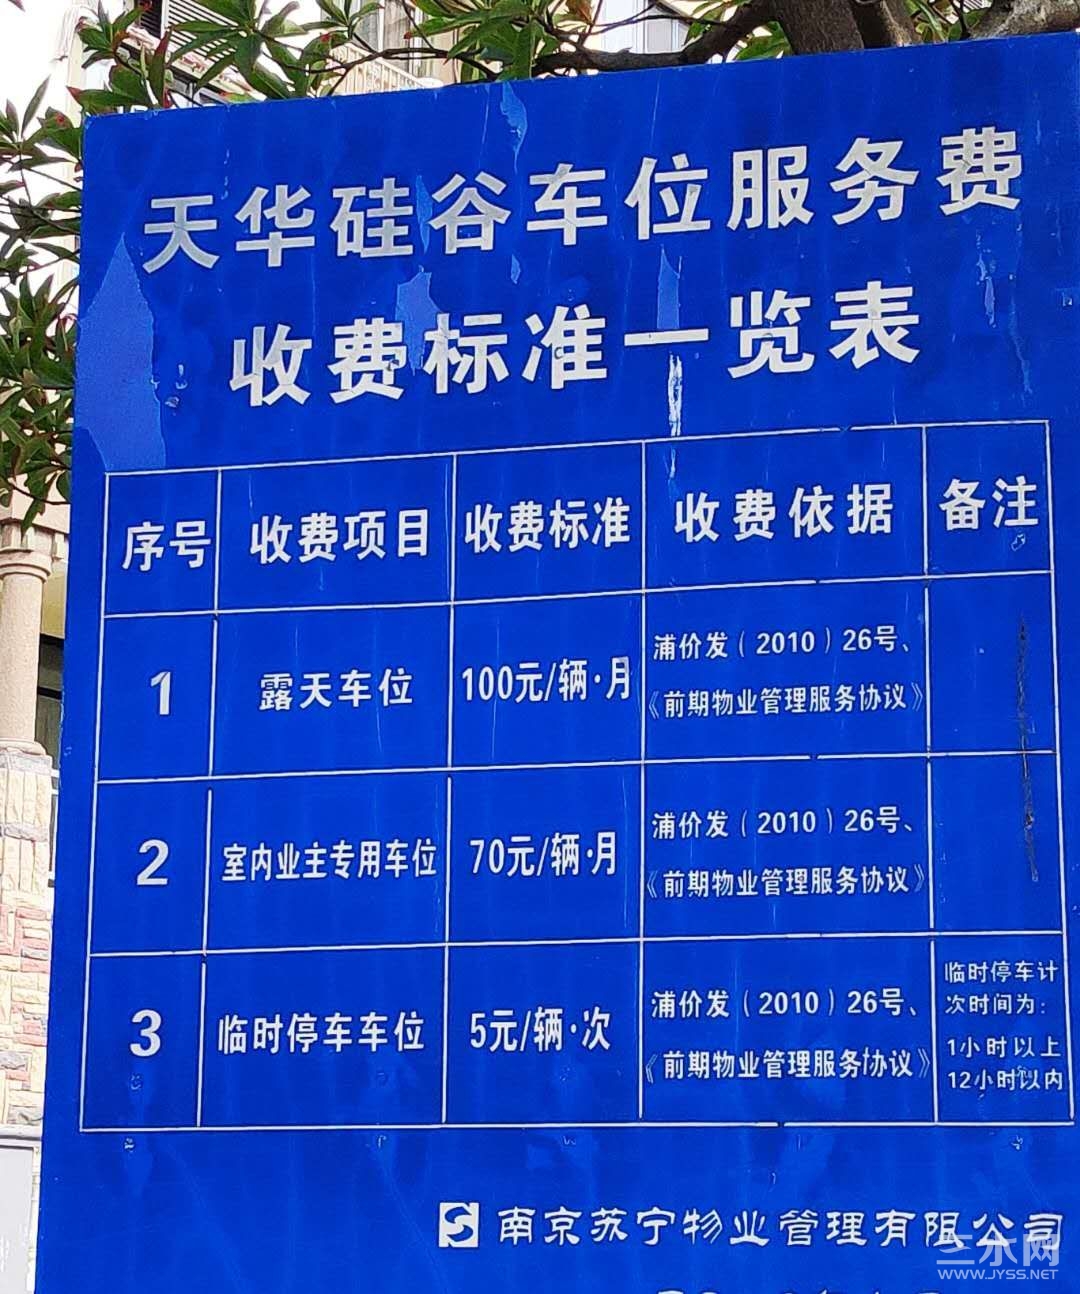 天华硅谷车位服务费
收费标准一览表
序号 收费项目 收费标准 收费依据 备注
1 露天车位 100元/辆·月 浦价发（2010）26号、
《前期物业管理服务协议》
2 室内业主专用车位 70元/辆·月 浦价发（2010）26号、
《前期物业管理服务协议》
3 临时停车车位 5元/辆·次 浦价发（2010）26号、
《前期物业管理服务协议》
临时停车计
次时间为：
1小时以上
12小时以内
南京苏宁物业管理有限公司
三水网
WWW.JYSS.NET